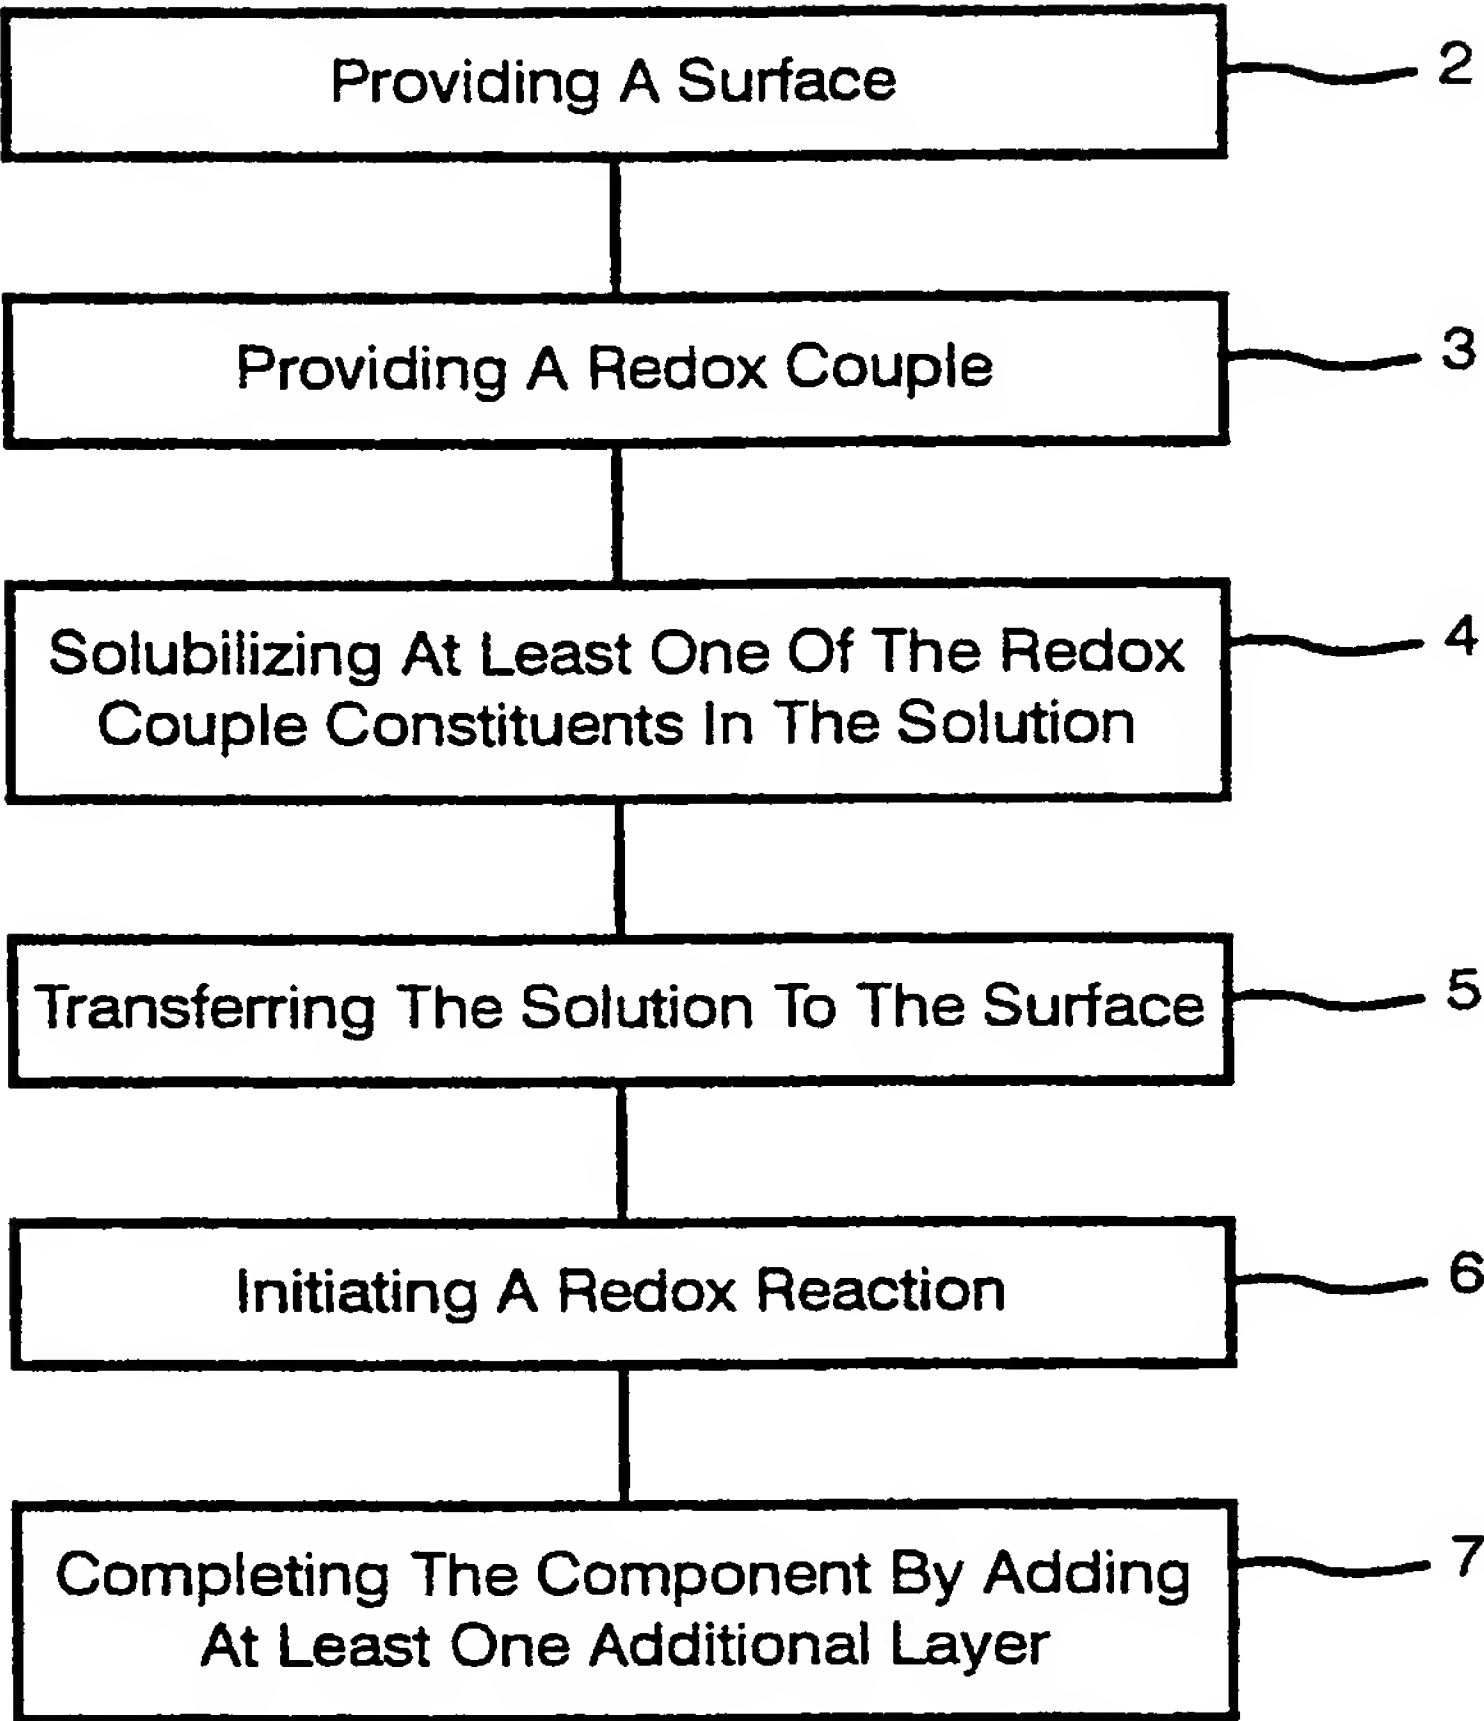 Providing A Surface
2
Providing A Redox Couple
3
Solubilizing At Least One Of The Redox
Couple Constituents In The Solution
4
Transferring The Solution To The Surface
5
Initiating A Redox Reaction
6
Completing The Component By Adding
At Least One Additional Layer
7